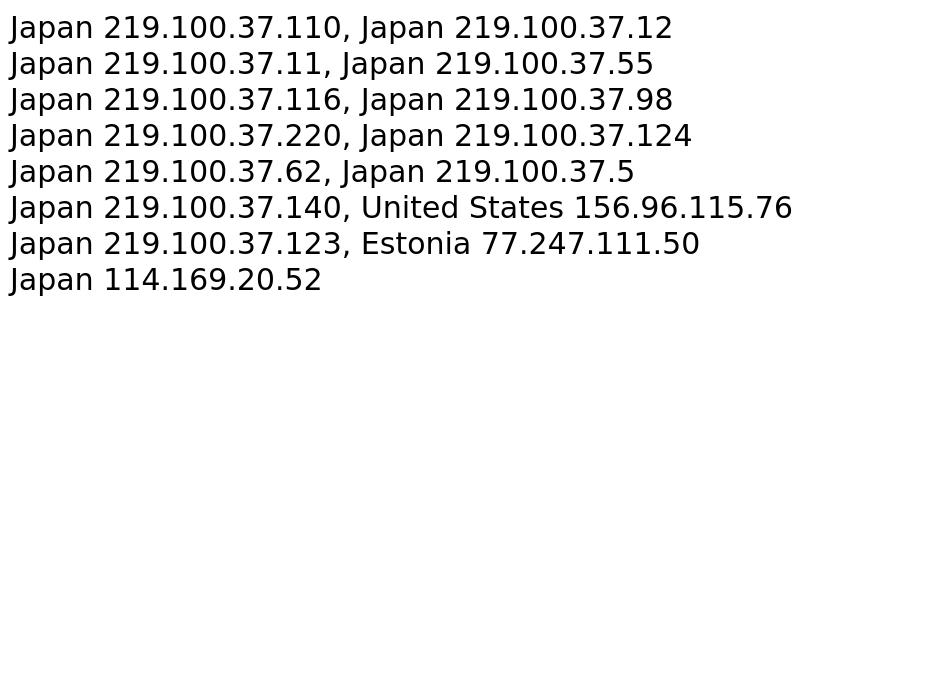 Japan 219.100.37.110, Japan 219.100.37.12
Japan 219.100.37.11, Japan 219.100.37.55
Japan 219.100.37.116, Japan 219.100.37.98
Japan 219.100.37.220, Japan 219.100.37.124
Japan 219.100.37.62, Japan 219.100.37.5
Japan 219.100.37.140, United States 156.96.115.76
Japan 219.100.37.123, Estonia 77.247.111.50
Japan 114.169.20.52